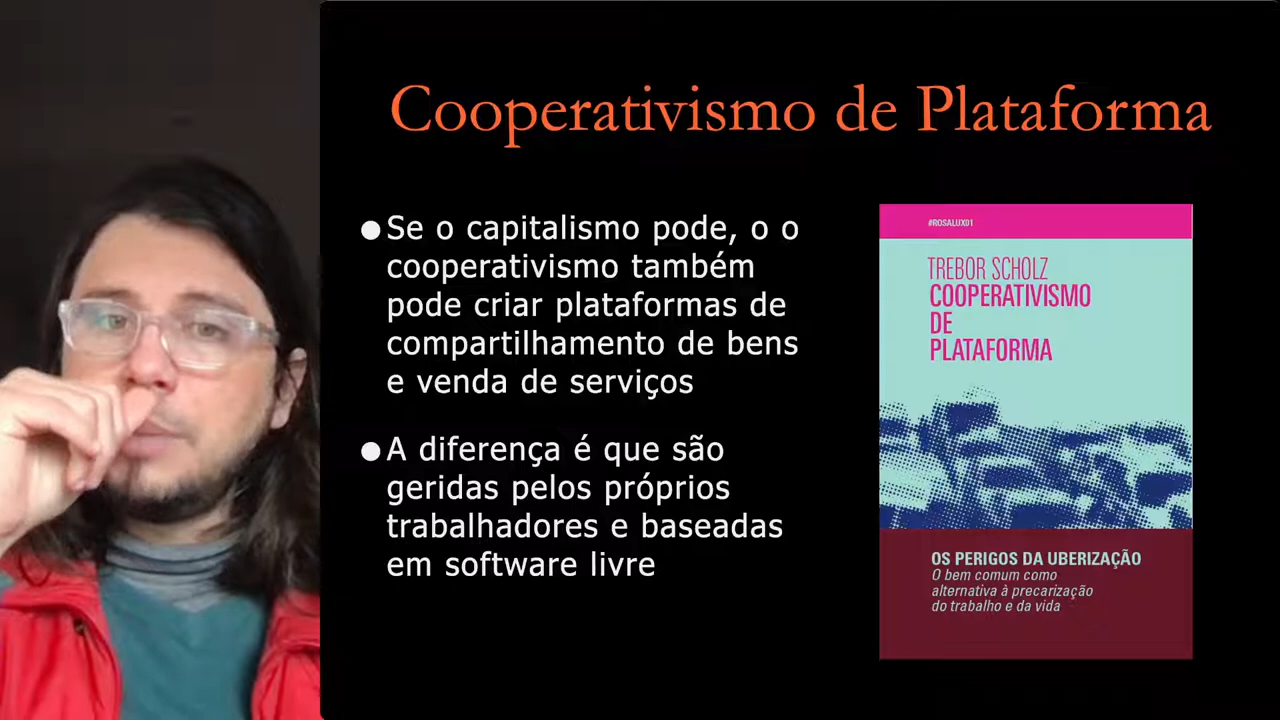 Cooperativismo de Plataforma
●Se o capitalismo pode, o o
cooperativismo também
pode criar plataformas de
compartilhamento de bens
e venda de serviços
●A diferença é que são
geridas pelos próprios
trabalhadores e baseadas
em software livre
#ROSALUX01
TREBOR SCHOLZ
COOPERATIVISMO
DE
PLATAFORMA
OS PERIGOS DA UBERIZAÇÃO
O bem comum como
alternativa à precarização
do trabalho e da vida